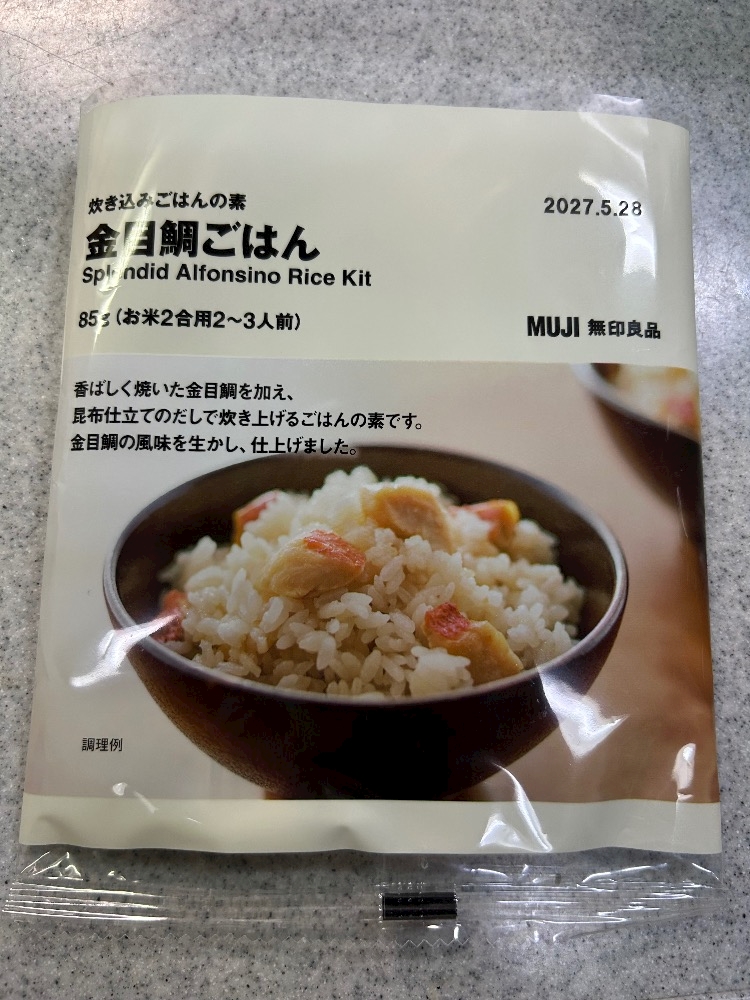 炊き込みごはんの素
2027.5.28
金目鯛ごはん
Splendid Alfonsino Rice Kit
85g（お米2合用2～3人前）
MUJI 無印良品
香ばしく焼いた金目鯛を加え、
昆布仕立てのだしで炊き上げるごはんの素です。
金目鯛の風味を生かし、仕上げました。
調理例